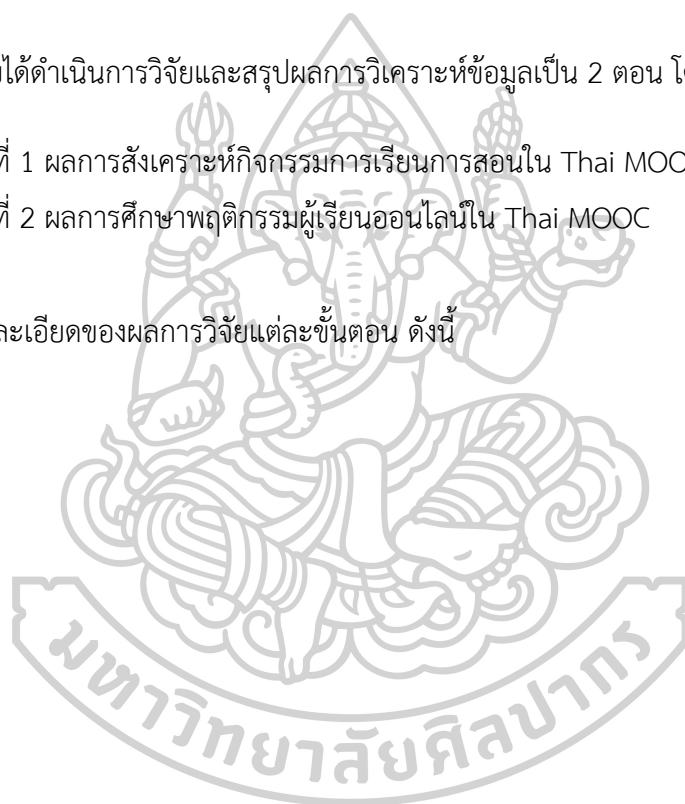 ได้ดำเนินการวิจัยและสรุปผลการวิเคราะห์ข้อมูลเป็น 2 ตอน
ที่ 1 ผลการสังเคราะห์กิจกรรมการเรียนการสอนใน Thai MOO
ที่ 2 ผลการศึกษาพฤติกรรมผู้เรียนออนไลน์ใน Thai MOOC
ละเอียดของผลการวิจัยแต่ละขั้นตอน ดังนี้
มหาวิทยาลัยศิลปากร